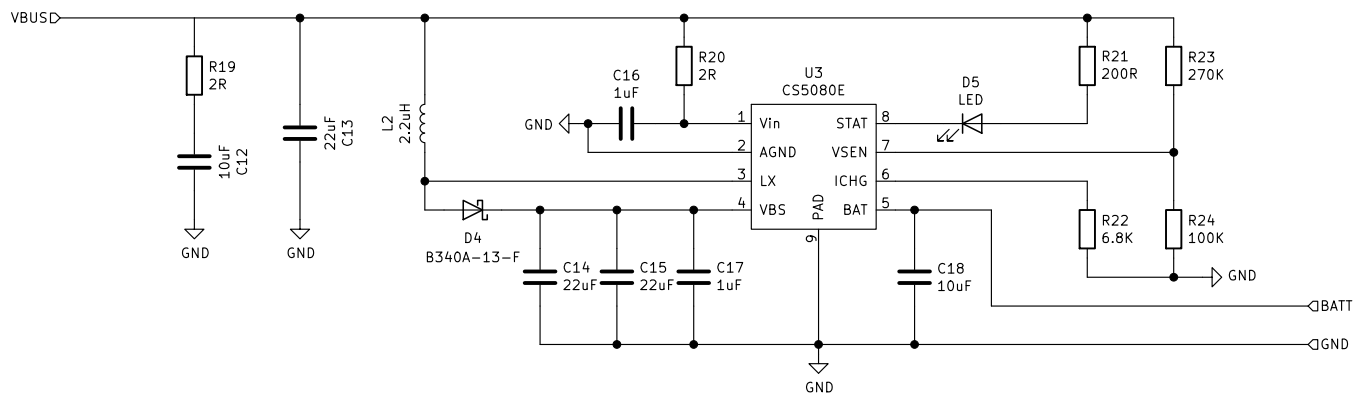 VBUS
R19
2R
10uF
C12
GND
22uF
C13
GND
L2
2.2uH
D4
B340A-13-F
C16
1uF
GND
R20
2R
U3
CS5080E
1
Vin
2
AGND
3
LX
4
VBS
STAT
8
VSEN
7
ICHG
6
BAT
5
PAD
9
D5
LED
R21
200R
R23
270K
R22
6.8K
R24
100K
GND
C14
22uF
C15
22uF
C17
1uF
C18
10uF
BATT
GND
GND